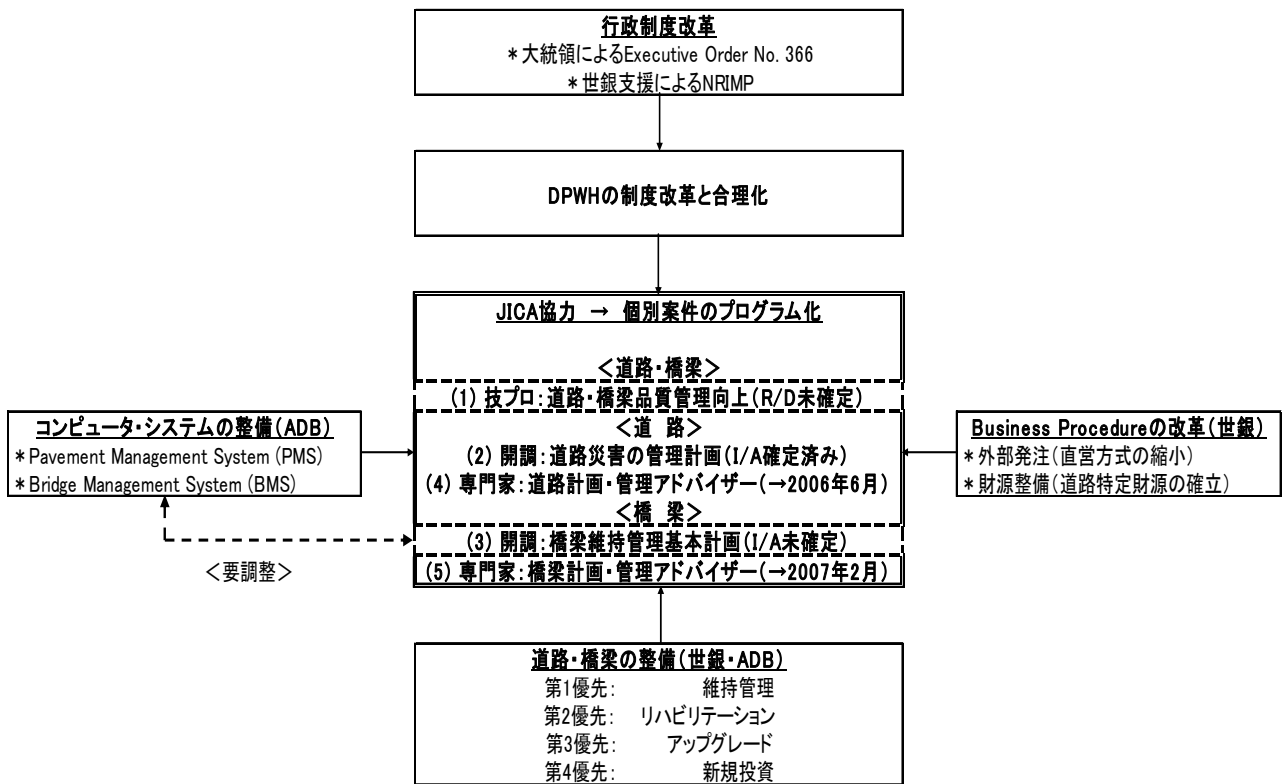 行政制度改革
*大統領によるExecutive Order No. 366
*世銀支援によるNRIMP
DPWHの制度改革と合理化
JICA協力 → 個別案件のプログラム化
<道路・橋梁>
(1) 技プロ:道路・橋梁品質管理向上(R/D未確定)
<道 路>
(2) 開調:道路災害の管理計画(I/A確定済み)
(4) 専門家:道路計画・管理アドバイザー(→2006年6月)
<橋 梁>
(3) 開調:橋梁維持管理基本計画(I/A未確定)
(5) 専門家:橋梁計画・管理アドバイザー(→2007年2月)
コンピュータ・システムの整備(ADB)
*Pavement Management System (PMS)
*Bridge Management System (BMS)
<要調整>
Business Procedureの改革(世銀)
*外部発注(直営方式の縮小)
*財源整備(道路特定財源の確立)
道路・橋梁の整備(世銀・ADB)
第1優先: 維持管理
第2優先: リハビリテーション
第3優先: アップグレード
第4優先: 新規投資